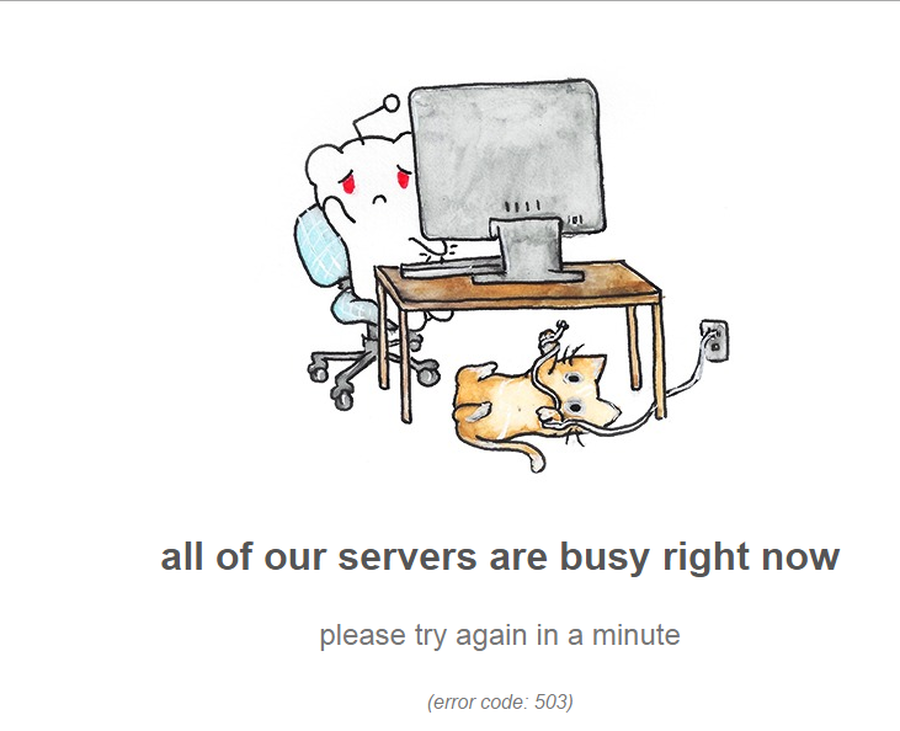 all of our servers are busy right now
please try again in a minute
(error code: 503)